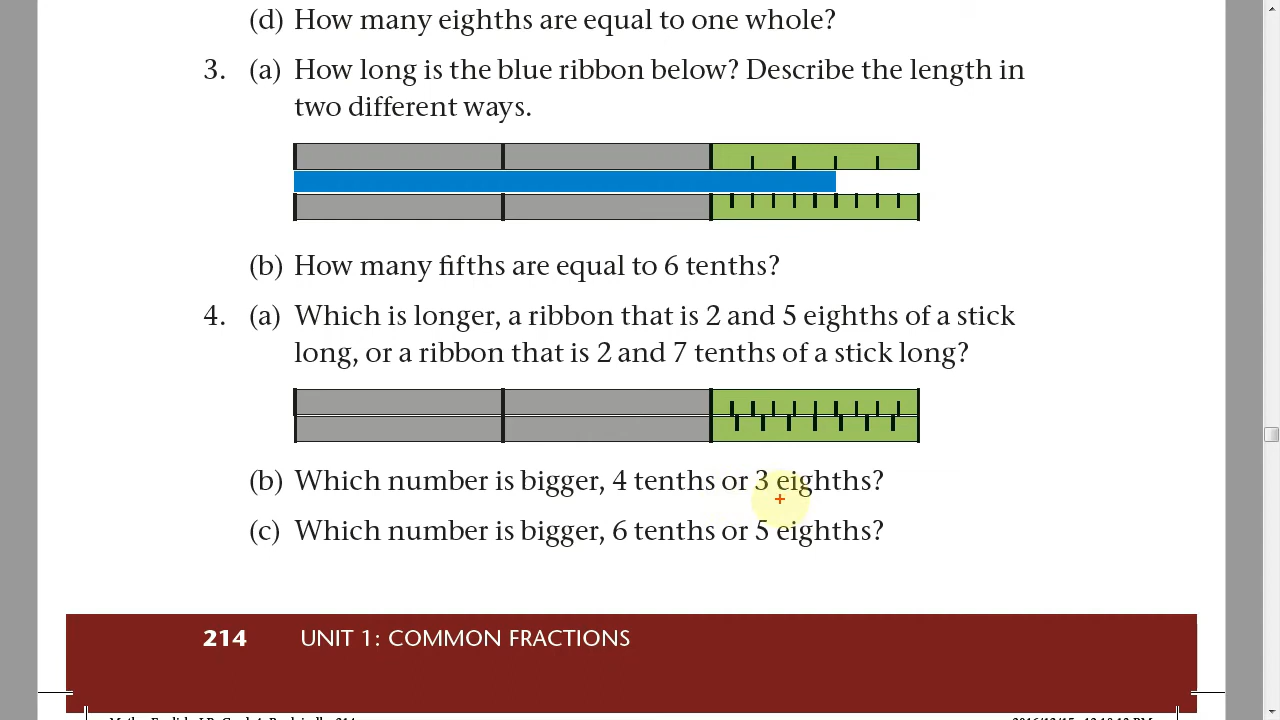 (d) How many eighths are equal to one whole?
3. (a) How long is the blue ribbon below? Describe the length in
two different ways.
(b) How many fifths are equal to 6 tenths?
4. (a) Which is longer, a ribbon that is 2 and 5 eighths of a stick
long, or a ribbon that is 2 and 7 tenths of a stick long?
(b) Which number is bigger, 4 tenths or 3 eighths?
(c) Which number is bigger, 6 tenths or 5 eighths?
214 UNIT 1: COMMON FRACTIONS